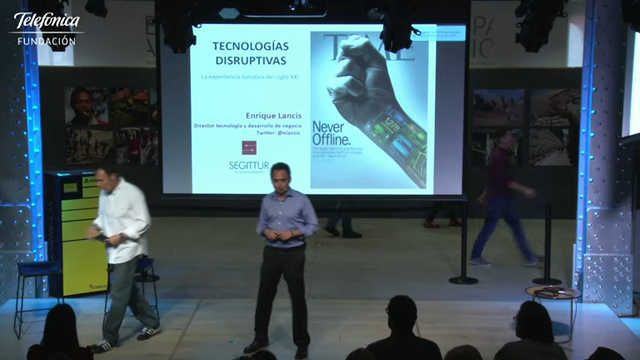 Telefónica
FUNDACIÓN
TECNOLOGÍAS
DISRUPTIVAS
La experiencia turística del siglo XXI
Enrique Lancis
Director tecnología y desarrollo de negocio
Twitter: @elancis
SEGITTUR
TIME
Never
Offline.